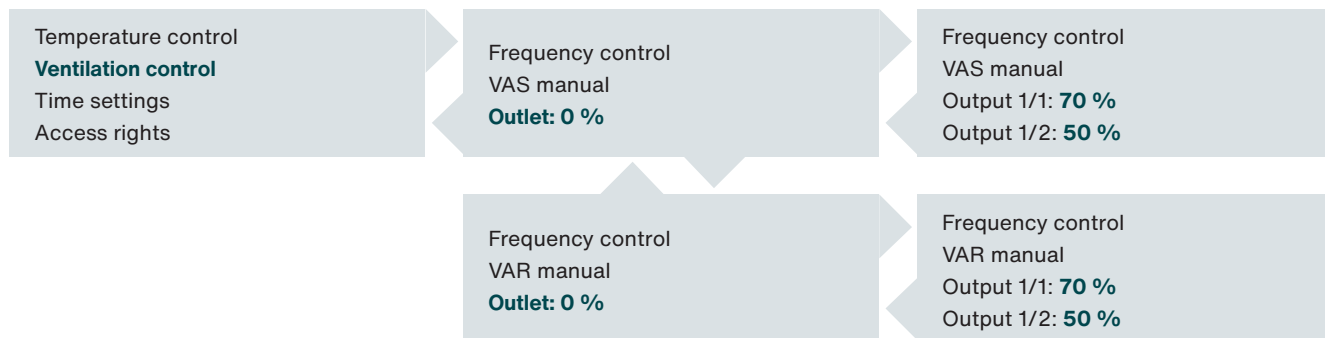 Temperature control
Ventilation control
Time settings
Access rights
Frequency control
VAS manual
Outlet: 0 %
Frequency control
VAS manual
Output 1/1: 70 %
Output 1/2: 50 %
Frequency control
VAR manual
Outlet: 0 %
Frequency control
VAR manual
Output 1/1: 70 %
Output 1/2: 50 %